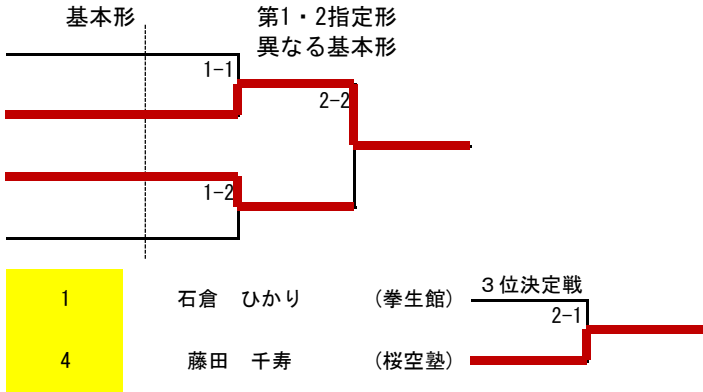 基本形
第1・2指定形
異なる基本形
1-1
2-2
1-2
1 石倉 ひかり (拳生館)
3位決定戦
2-1
4 藤田 千寿 (桜空塾)